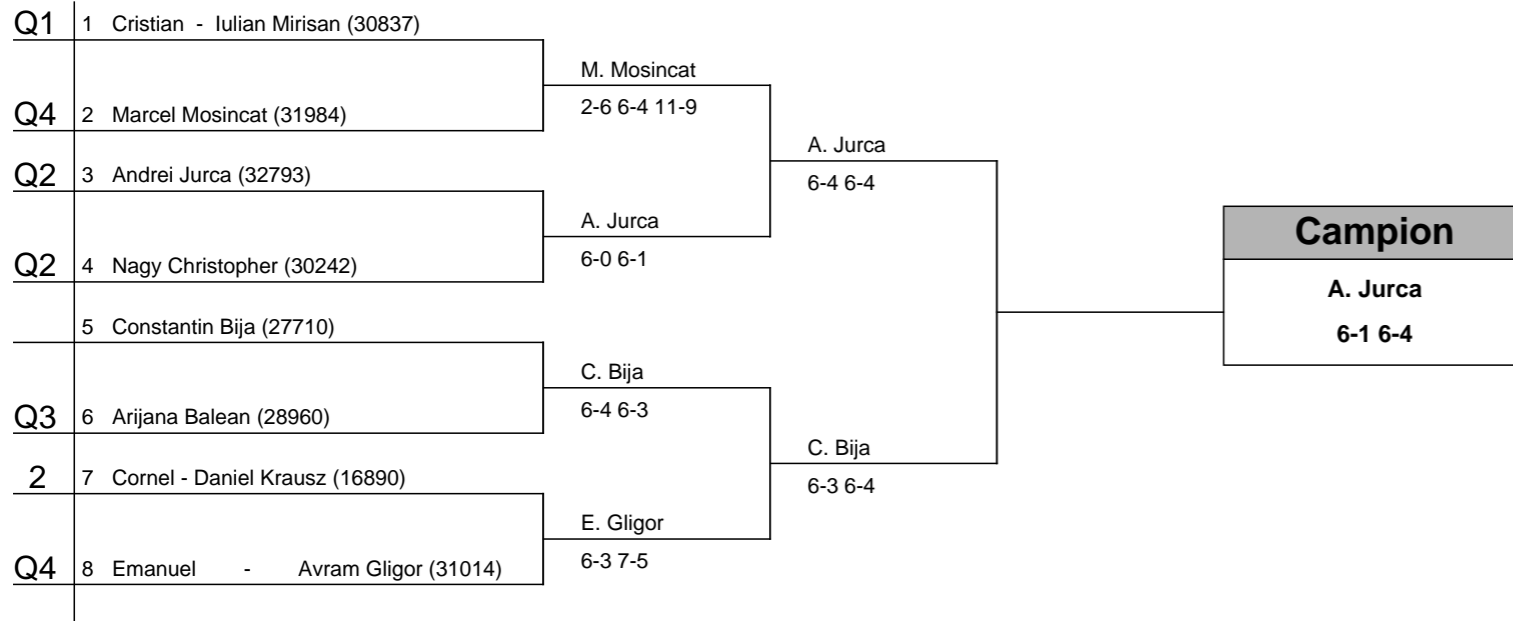 Q1 1 Cristian - Iulian Mirisan (30837)
M. Mosincat
2-6 6-4 11-9
Q4 2 Marcel Mosincat (31984)
A. Jurca
6-4 6-4
Q2 3 Andrei Jurca (32793)
A. Jurca
6-0 6-1
Q2 4 Nagy Christopher (30242)
Campion
A. Jurca
6-1 6-4
5 Constantin Bija (27710)
C. Bija
6-4 6-3
Q3 6 Arijana Balean (28960)
C. Bija
6-3 6-4
2 7 Cornel - Daniel Krausz (16890)
E. Gligor
6-3 7-5
Q4 8 Emanuel - Avram Gligor (31014)